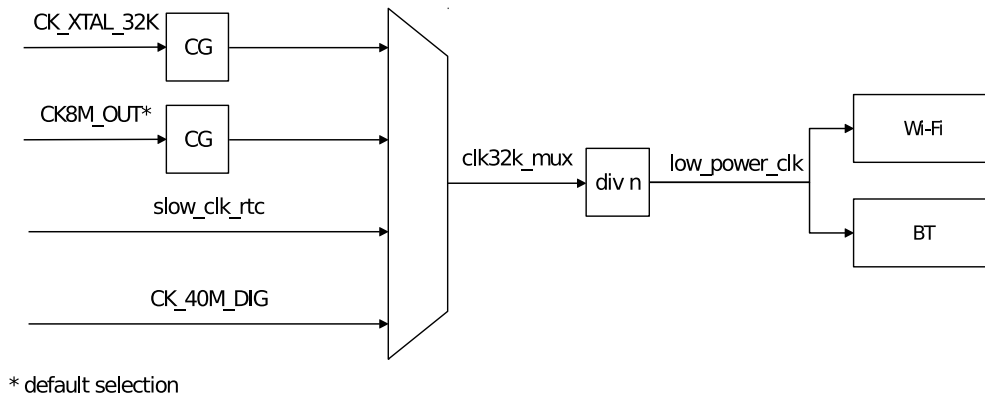 CK_XTAL_32K
CG
CK8M_OUT*
CG
slow_clk_rtc
CK_40M_DIG
clk32k_mux
div n
low_power_clk
Wi-Fi
BT
* default selection